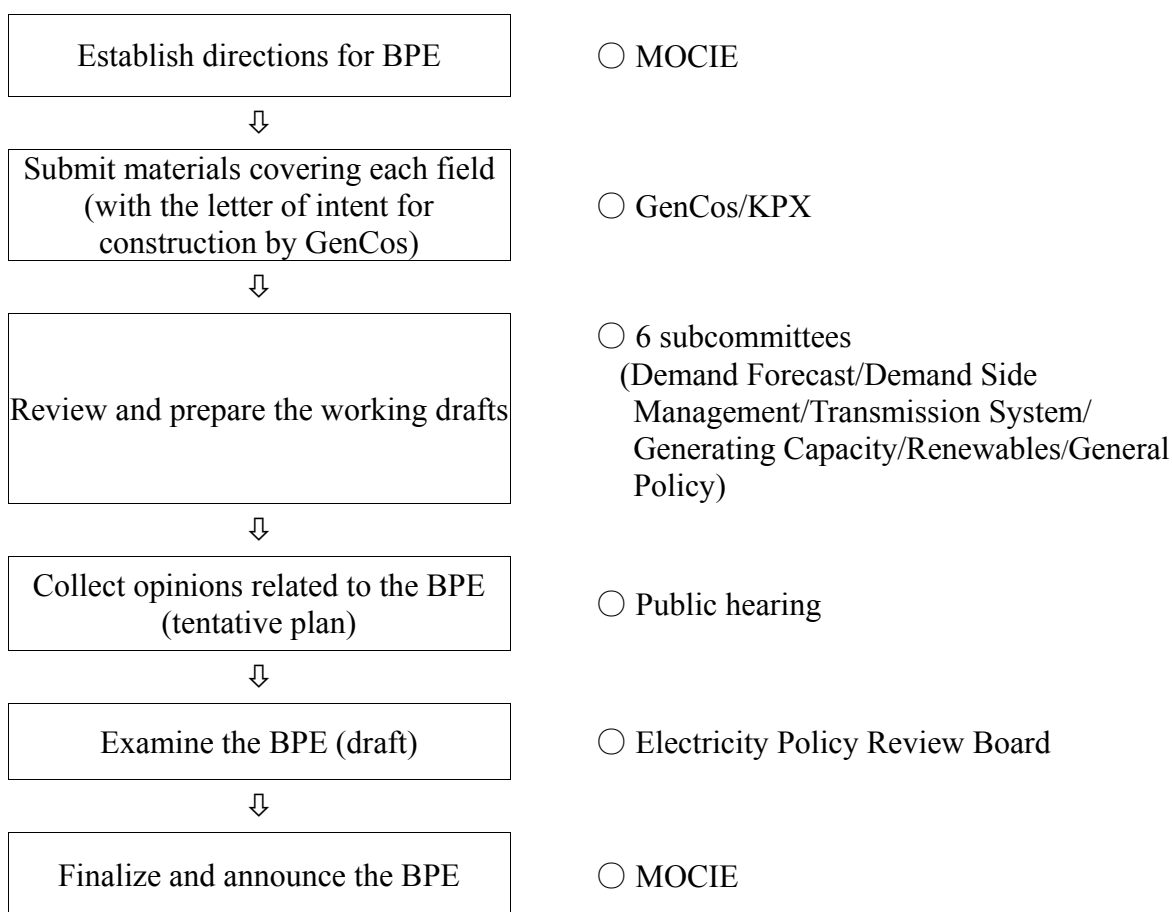 Establish directions for BPE
○ MOCIE
⇩
Submit materials covering each field
(with the letter of intent for
construction by GenCos)
○ GenCos/KPX
⇩
Review and prepare the working drafts
○ 6 subcommittees
(Demand Forecast/Demand Side
Management/Transmission System/
Generating Capacity/Renewables/General
Policy)
⇩
Collect opinions related to the BPE
(tentative plan)
○ Public hearing
⇩
Examine the BPE (draft)
○ Electricity Policy Review Board
⇩
Finalize and announce the BPE
○ MOCIE